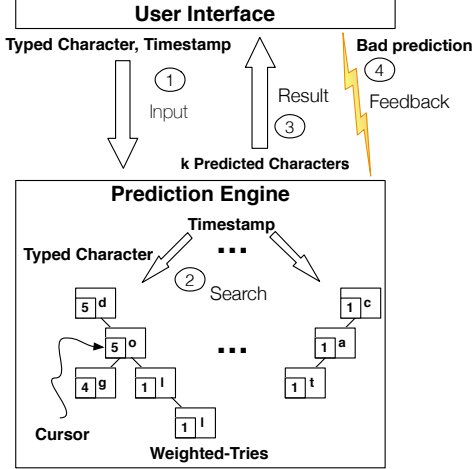 User Interface
Typed Character, Timestamp
Bad prediction
1
4
Input
Result
Feedback
3
k Predicted Characters
Prediction Engine
Timestamp
Typed Character
...
2
Search
5 d
1 c
5 o
...
1 a
4 g
1 l
1 t
1 l
Cursor
Weighted-Tries